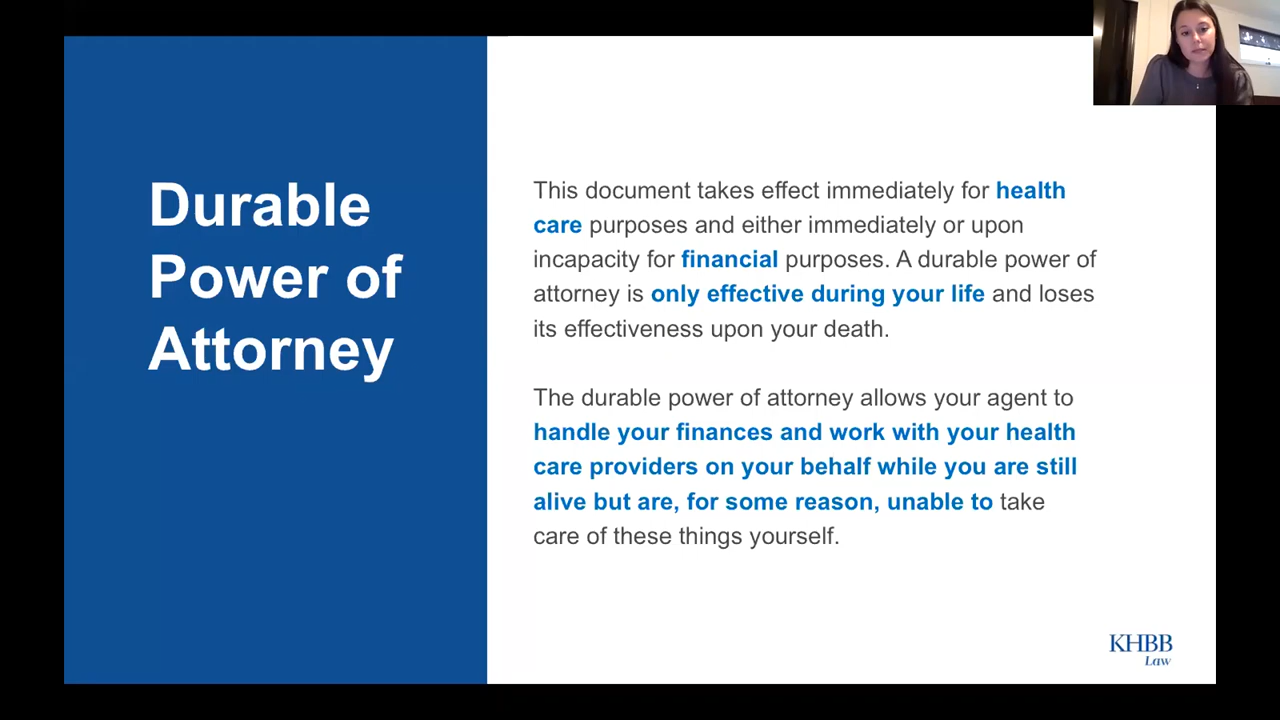 Durable
Power of
Attorney
This document takes effect immediately for health
care purposes and either immediately or upon
incapacity for financial purposes. A durable power of
attorney is only effective during your life and loses
its effectiveness upon your death.
The durable power of attorney allows your agent to
handle your finances and work with your health
care providers on your behalf while you are still
alive but are, for some reason, unable to take
care of these things yourself.
KHBB
Law